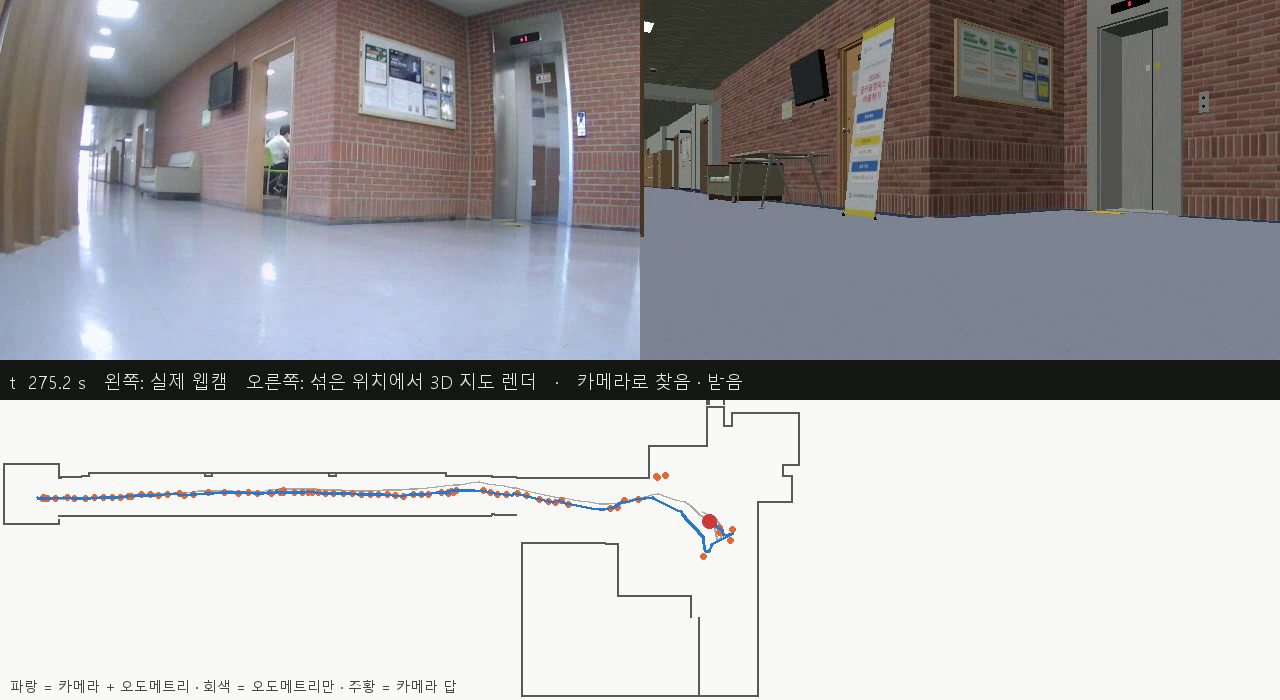 t 275.2 s 왼쪽: 실제 웹캠 오른쪽: 섞은 위치에서 3D 지도 렌더 · 카메라로 찾음 · 받음
파랑 = 카메라 + 오도메트리 · 회색 = 오도메트리만 · 주황 = 카메라 답